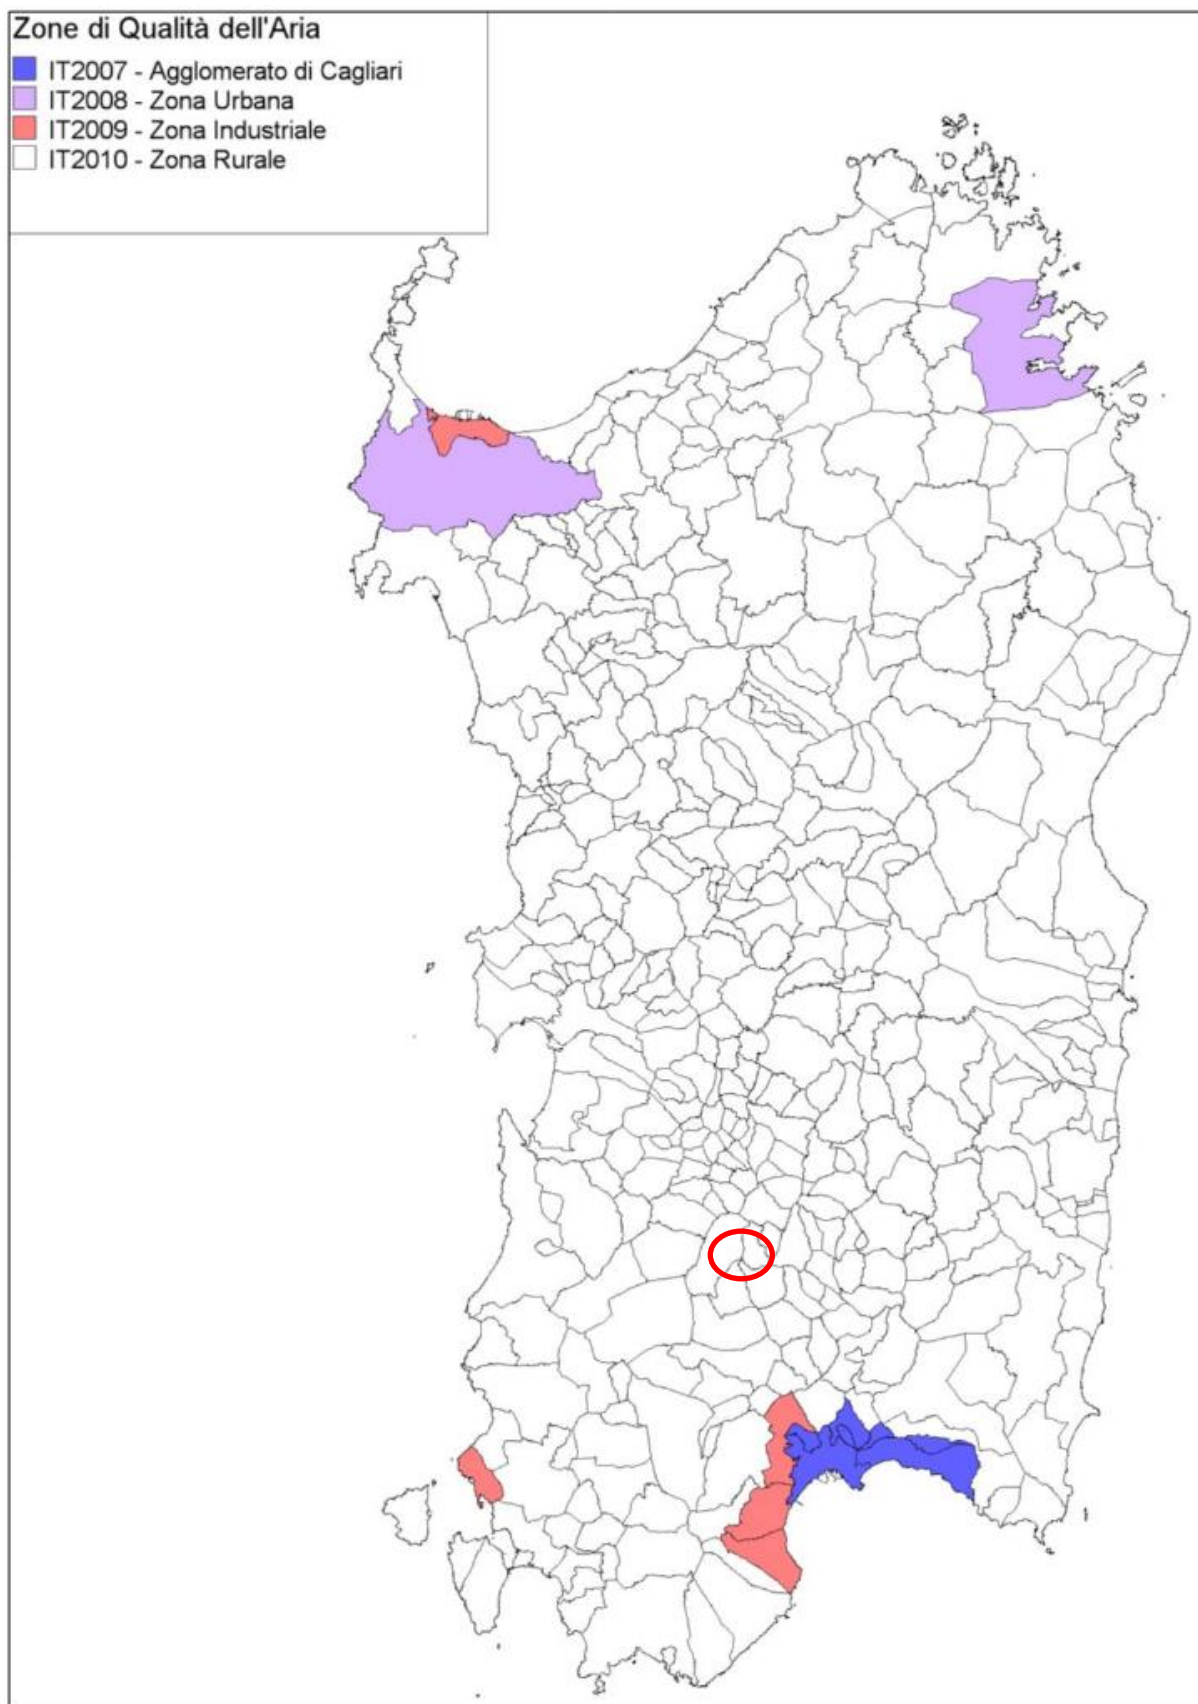 Zone di Qualità dell'Aria
IT2007 - Agglomerato di Cagliari
IT2008 - Zona Urbana
IT2009 - Zona Industriale
IT2010 - Zona Rurale